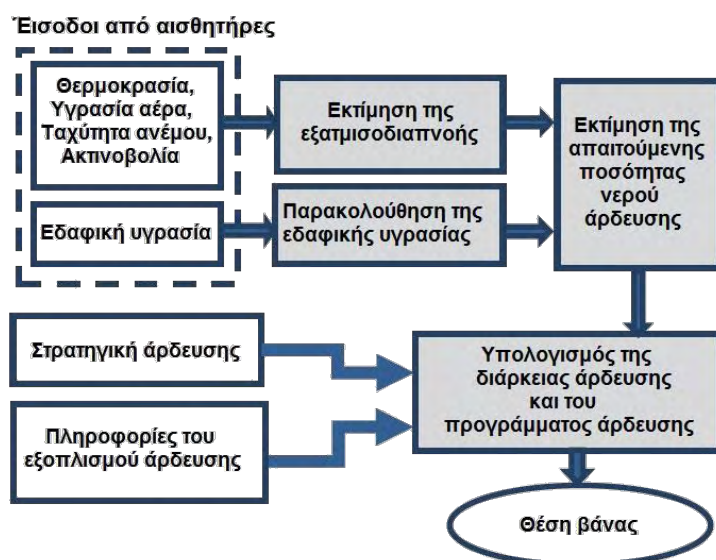 Έισοδοι από αισθητήρες
Θερμοκρασία,
Υγρασία αέρα,
Ταχύτητα ανέμου,
Ακτινοβολία
Εκτίμηση της
εξατμισοδιαπνοής
Εκτίμηση της
απαιτούμενης
ποσότητας
νερού
άρδευσης
Εδαφική υγρασία
Παρακολούθηση της
εδαφικής υγρασίας
Στρατηγική άρδευσης
Υπολογισμός της
διάρκειας άρδευσης
και του
προγράμματος άρδευσης
Πληροφορίες του
εξοπλισμού άρδευσης
Θέση βάνας